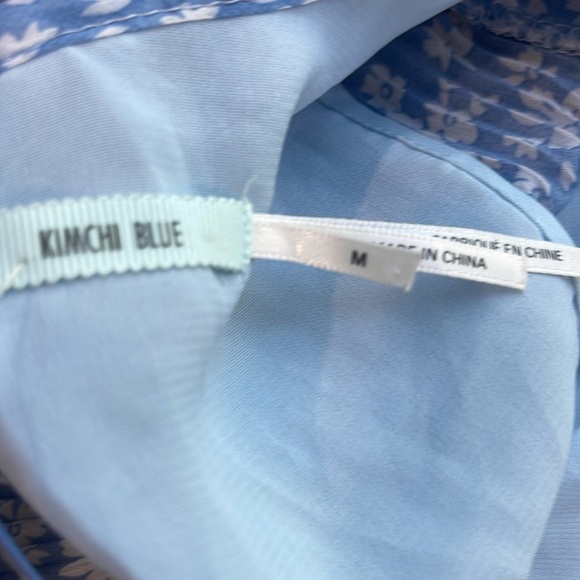 KIMCHI BLUE
M
MADE IN CHINA
FABRIQUÉ EN CHINE